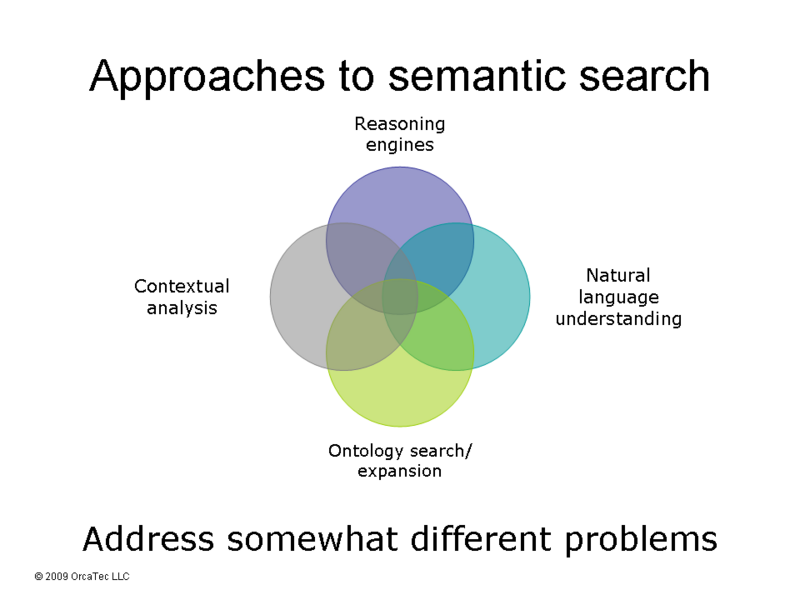 Approaches to semantic search
Reasoning
engines
Contextual
analysis
Natural
language
understanding
Ontology search/
expansion
Address somewhat different problems
© 2009 OrcaTec LLC